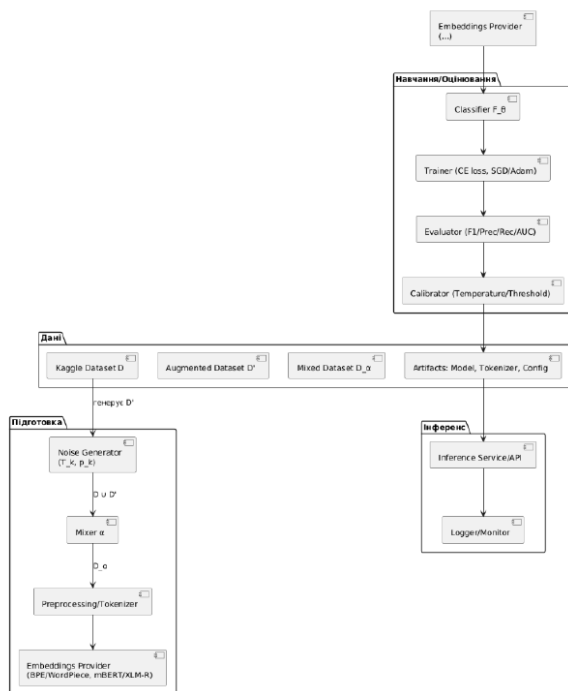 Embeddings Provider
(...)
Навчання/Оцінювання
Classifier F_θ
Trainer (CE loss, SGD/Adam)
Evaluator (F1/Prec/Rec/AUC)
Calibrator (Temperature/Threshold)
Дані
Kaggle Dataset D
Augmented Dataset D'
Mixed Dataset D_α
Artifacts: Model, Tokenizer, Config
генерує D'
Підготовка
Noise Generator
(T_k, p_k)
D ∪ D'
Mixer α
D_α
Preprocessing/Tokenizer
Embeddings Provider
(BPE/WordPiece, mBERT/XLM-R)
Інференс
Inference Service/API
Logger/Monitor